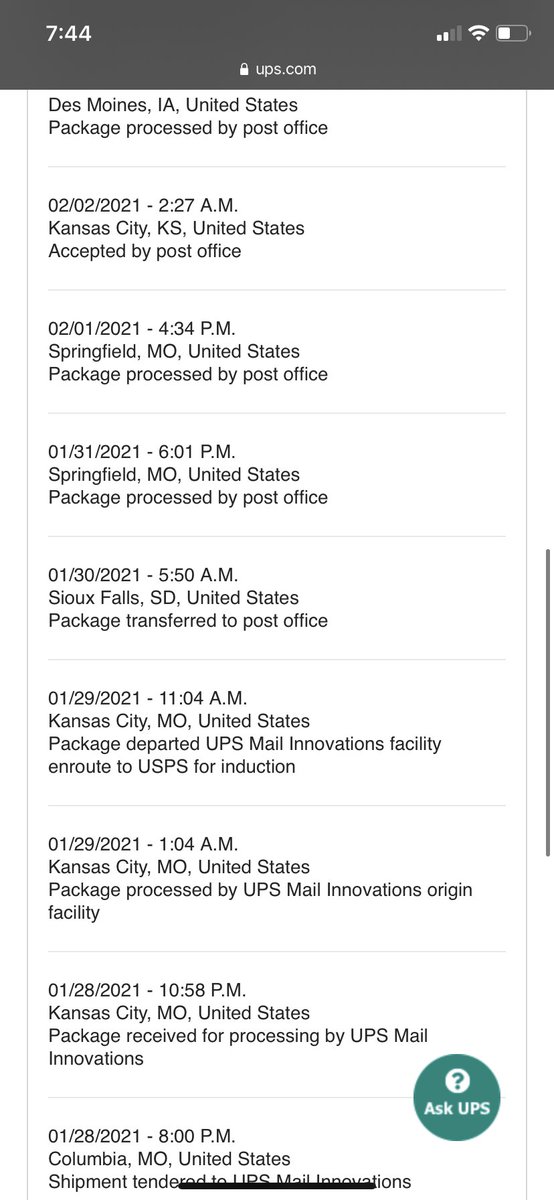 7:44
ups.com
Des Moines, IA, United States
Package processed by post office
02/02/2021 - 2:27 A.M.
Kansas City, KS, United States
Accepted by post office
02/01/2021 - 4:34 P.M.
Springfield, MO, United States
Package processed by post office
01/31/2021 - 6:01 P.M.
Springfield, MO, United States
Package processed by post office
01/30/2021 - 5:50 A.M.
Sioux Falls, SD, United States
Package transferred to post office
01/29/2021 - 11:04 A.M.
Kansas City, MO, United States
Package departed UPS Mail Innovations facility
enroute to USPS for induction
01/29/2021 - 1:04 A.M.
Kansas City, MO, United States
Package processed by UPS Mail Innovations origin
facility
01/28/2021 - 10:58 P.M.
Kansas City, MO, United States
Package received for processing by UPS Mail
Innovations
?
Ask UPS
01/28/2021 - 8:00 P.M.
Columbia, MO, United States
Shipment tendered to UPS Mail Innovations